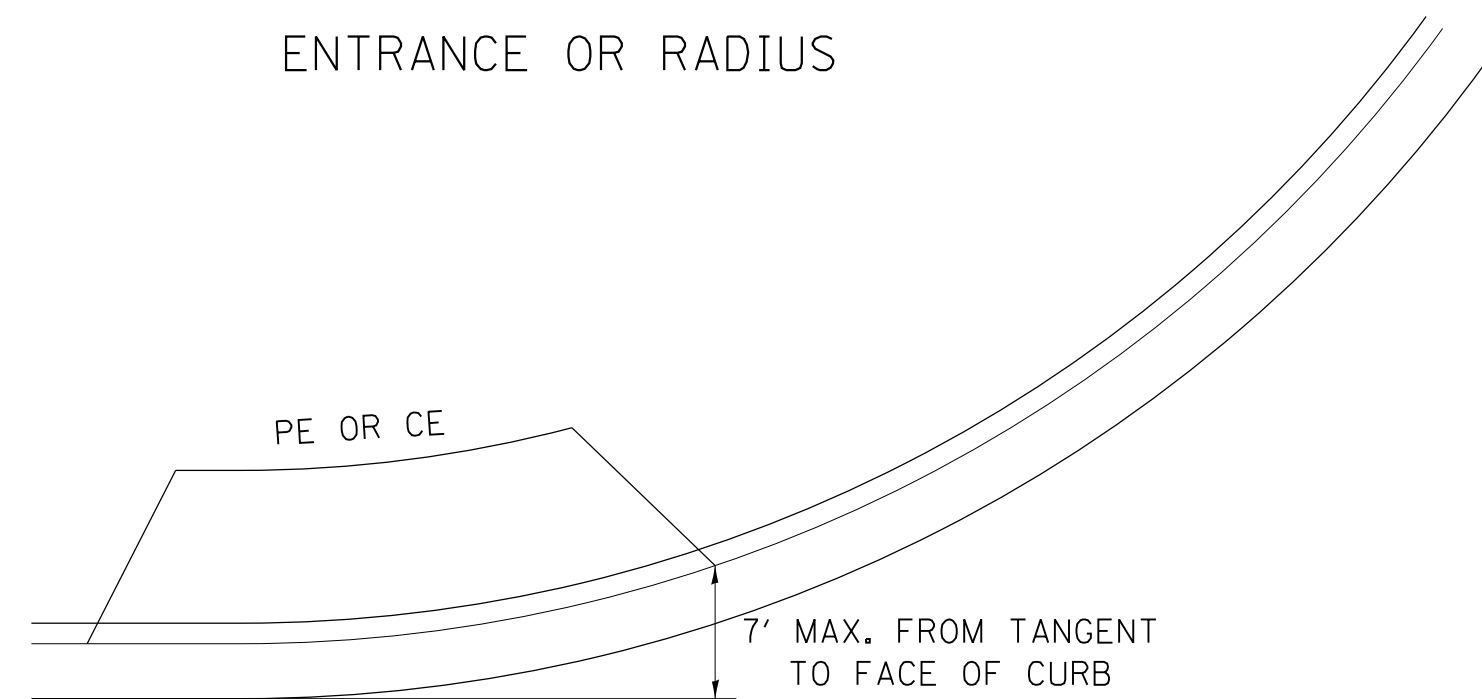 ENTRANCE OR RADIUS
PE OR CE
7' MAX. FROM TANGENT
TO FACE OF CURB